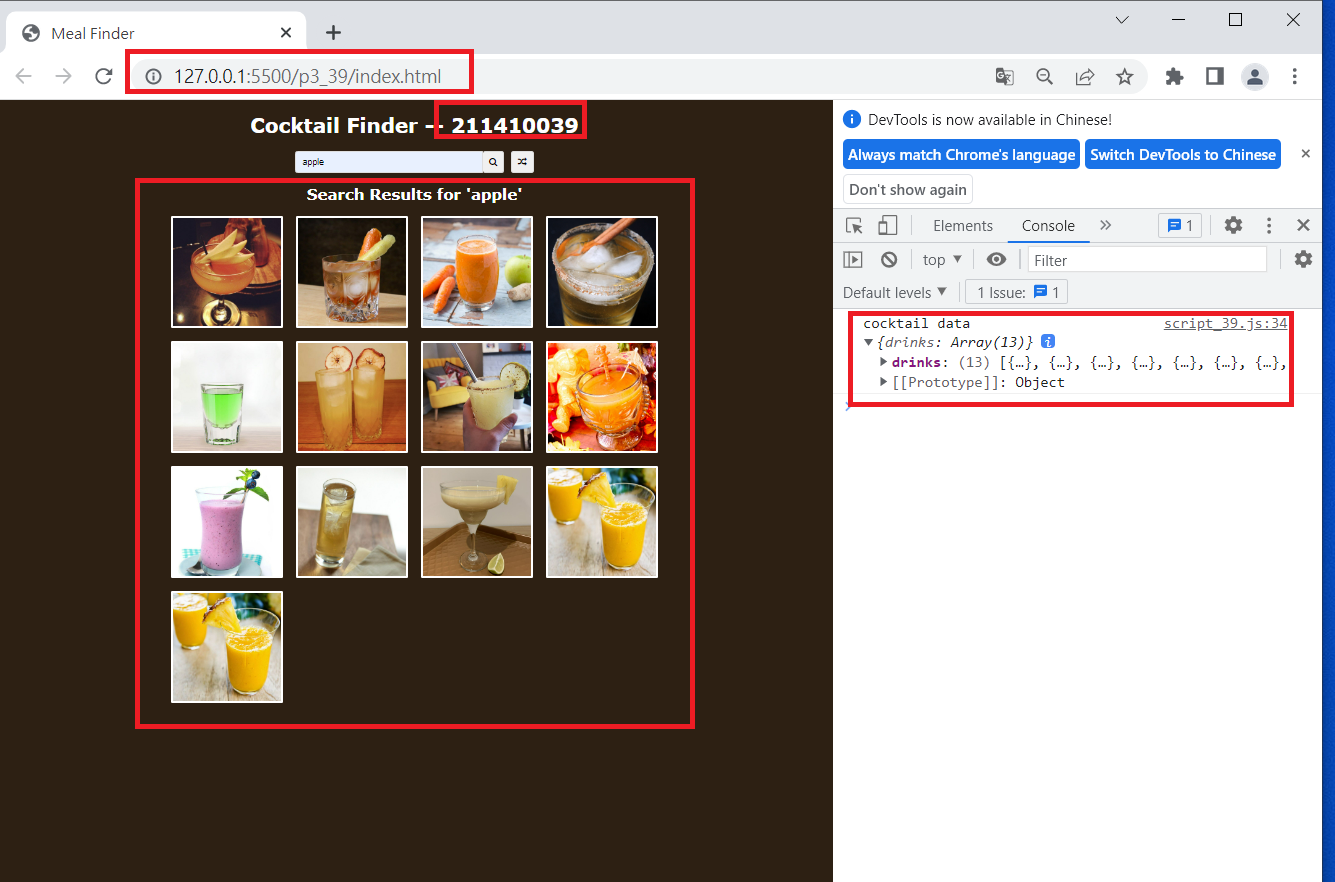 Meal Finder
127.0.0.1:5500/p3_39/index.html
Cocktail Finder -- 211410039
apple
Search Results for 'apple'
DevTools is now available in Chinese!
Always match Chrome's language
Switch DevTools to Chinese
Don't show again
Elements
Console
1
top
Filter
Default levels
1 Issue:
1
cocktail data
script_39.js:34
{drinks: Array(13)}
drinks: (13) [{…}, {…}, {…}, {…}, {…}, {…}, {…},
[[Prototype]]: Object